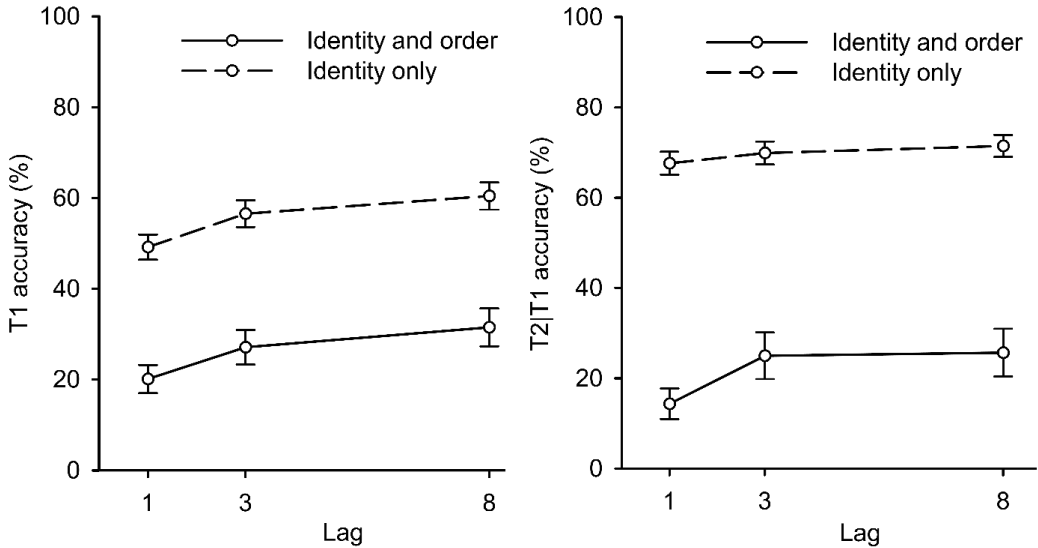 100
80
60
40
20
0
T1 accuracy (%)
Identity and order
Identity only
1 3 8
Lag
100
80
60
40
20
0
T2|T1 accuracy (%)
Identity and order
Identity only
1 3 8
Lag